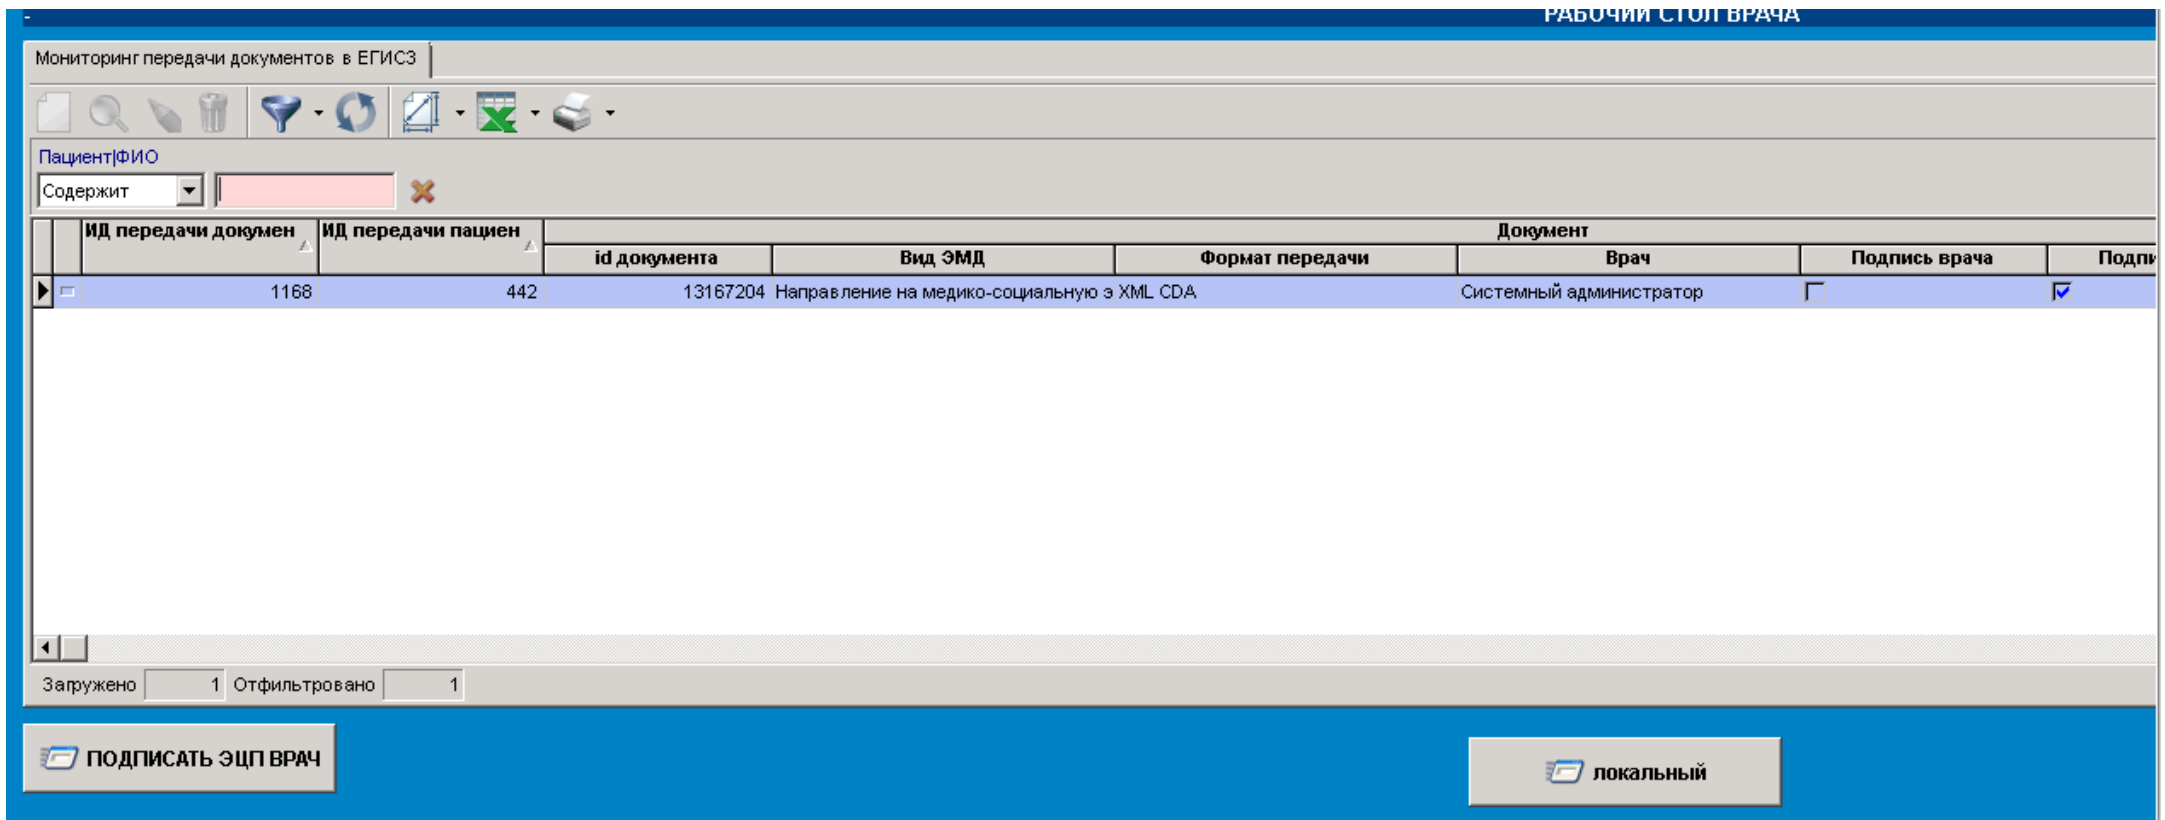 РАБОЧИЙ СТОЛ ВРАЧА
Мониторинг передачи документов в ЕГИСЗ
Пациент|ФИО
Содержит
ИД передачи докумен ИД передачи пациен Документ
id документа Вид ЭМД Формат передачи Врач Подпись врача Подпи
1168 442 13167204 Направление на медико-социальную э XML CDA Системный администратор
Загружено 1 Отфильтровано 1
ПОДПИСАТЬ ЭЦП ВРАЧ
локальный